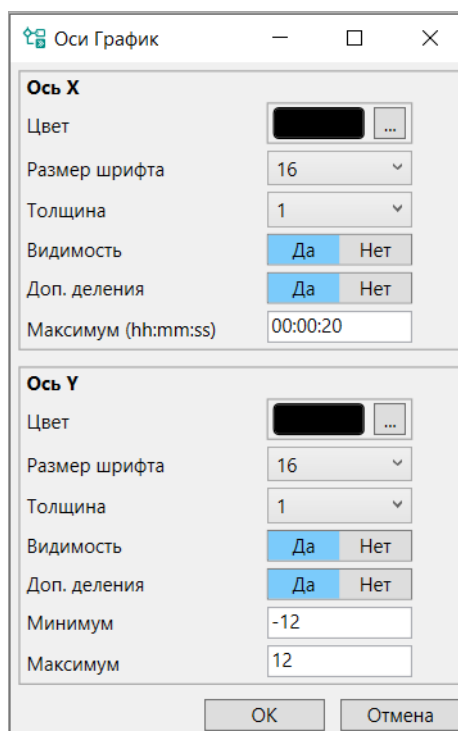 Оси График
Ось X
Цвет ...
Размер шрифта 16
Толщина 1
Видимость Да Нет
Доп. деления Да Нет
Максимум (hh:mm:ss) 00:00:20
Ось Y
Цвет ...
Размер шрифта 16
Толщина 1
Видимость Да Нет
Доп. деления Да Нет
Минимум -12
Максимум 12
OK Отмена